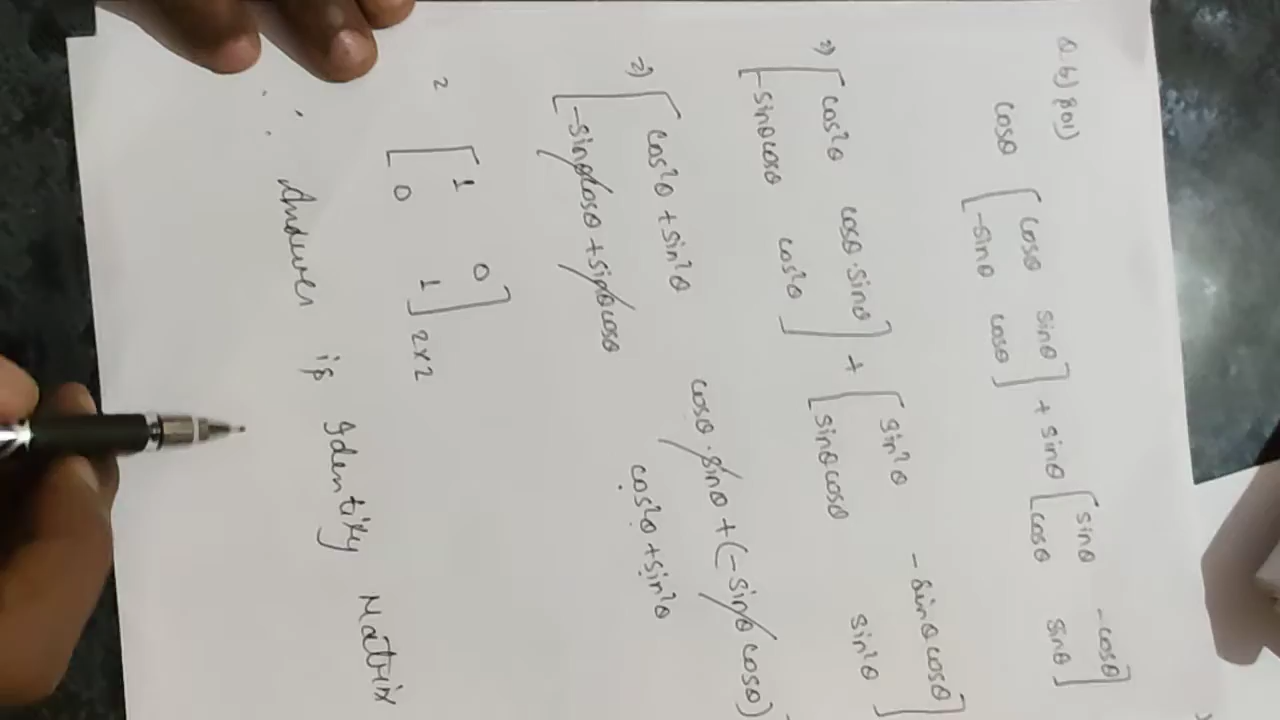 Q.b) Sol)
cosθ [ cosθ sinθ ] + sinθ [ sinθ -cosθ ]
[ -sinθ cosθ ] [ cosθ sinθ ]
⇒ [ cos²θ cosθ.sinθ ] + [ sin²θ -sinθcosθ ]
[ -sinθcosθ cos²θ ] [ sinθcosθ sin²θ ]
⇒ [ cos²θ + sin²θ cosθ.sinθ + (-sinθ cosθ)
[ -sinθcosθ + sinθcosθ cos²θ + sin²θ
2 [ 1 0 ]
[ 0 1 ] 2x2
∴ Answer is Identity Matrix